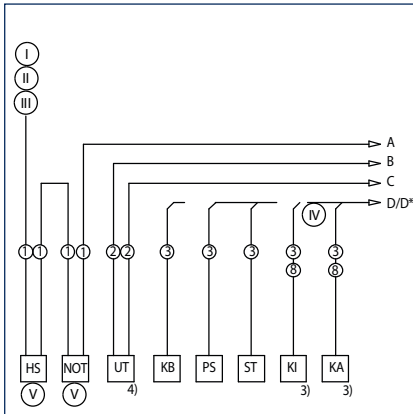 I
II
III
A
B
C
D/D*
IV
1 1 1 1 2 2 3 3 3 3 3
8 8
HS NOT UT KB PS ST KI KA
V V 4) 3) 3)